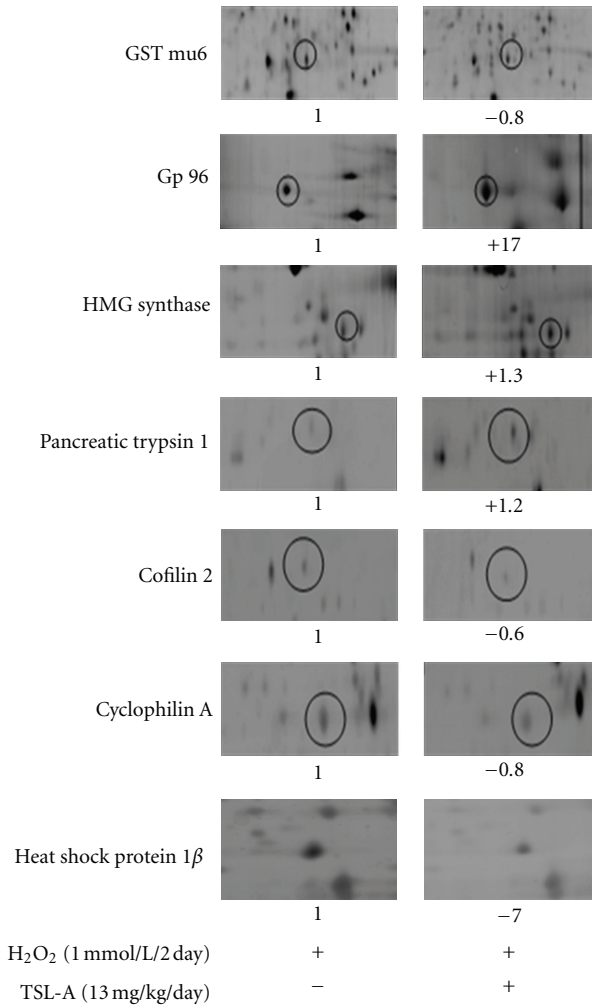 GST mu6
1 −0.8
Gp 96
1 +17
HMG synthase
1 +1.3
Pancreatic trypsin 1
1 +1.2
Cofilin 2
1 −0.6
Cyclophilin A
1 −0.8
Heat shock protein 1β
1 −7
H₂O₂ (1 mmol/L/2 day) + +
TSL-A (13 mg/kg/day) − +